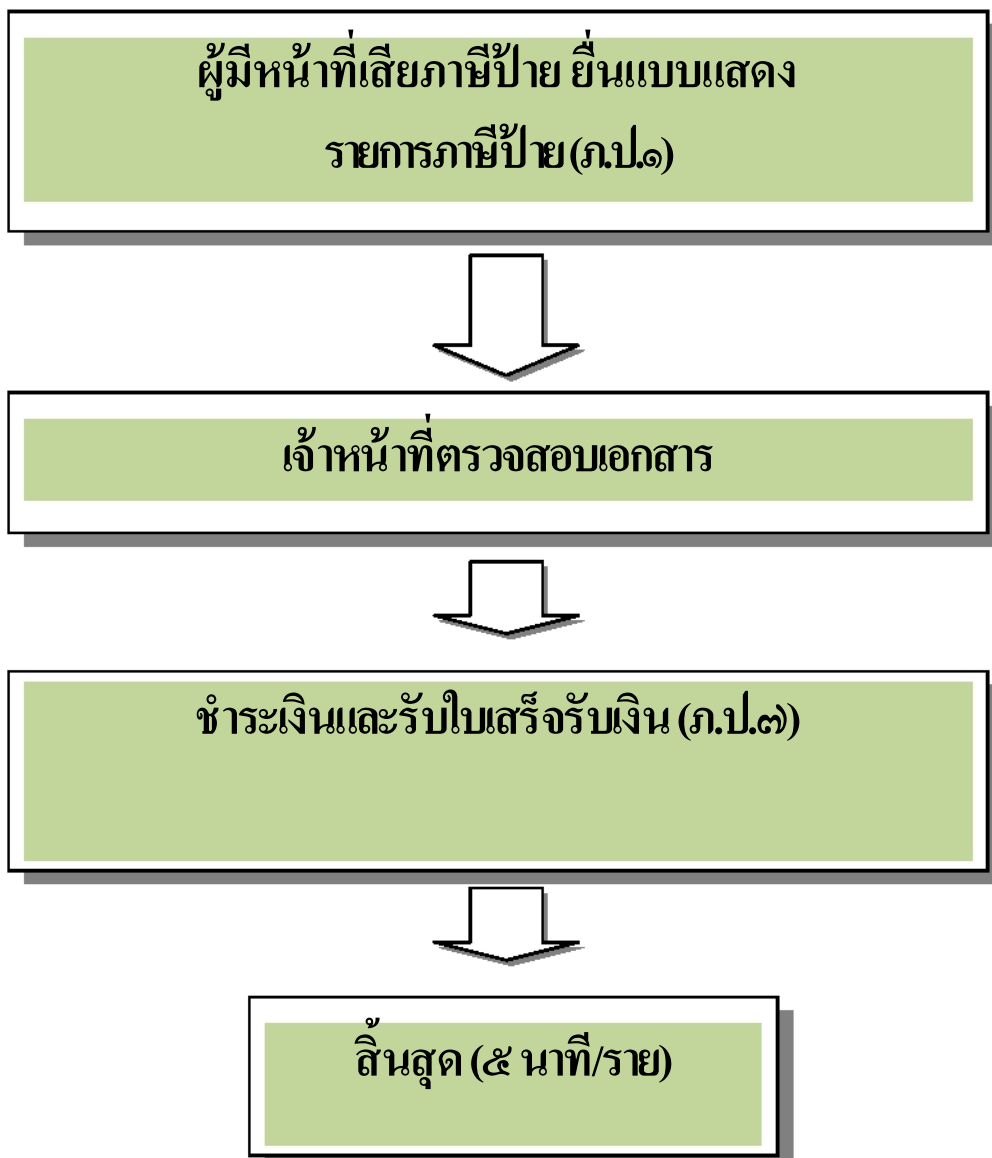 ผู้มีหน้าที่เสียภาษีป้าย ยื่นแบบแสดง
รายการภาษีป้าย (ภ.ป.๑)
เจ้าหน้าที่ตรวจสอบเอกสาร
ชำระเงินและรับใบเสร็จรับเงิน (ภ.ป.๗)
สิ้นสุด (๕ นาที/ราย)